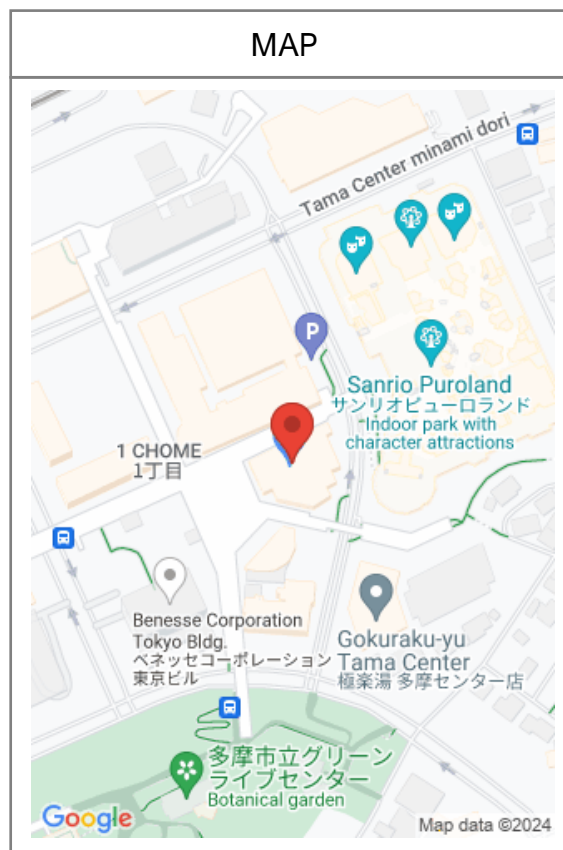 MAP
Tama Center minami dori
P
Sanrio Puroland
サンリオピューロランド
Indoor park with
character attractions
1 CHOME
1丁目
Benesse Corporation
Tokyo Bldg.
ベネッセコーポレーション
東京ビル
Gokuraku-yu
Tama Center
極楽湯 多摩センター店
多摩市立グリーン
ライブセンター
Botanical garden
Google
Map data ©2024